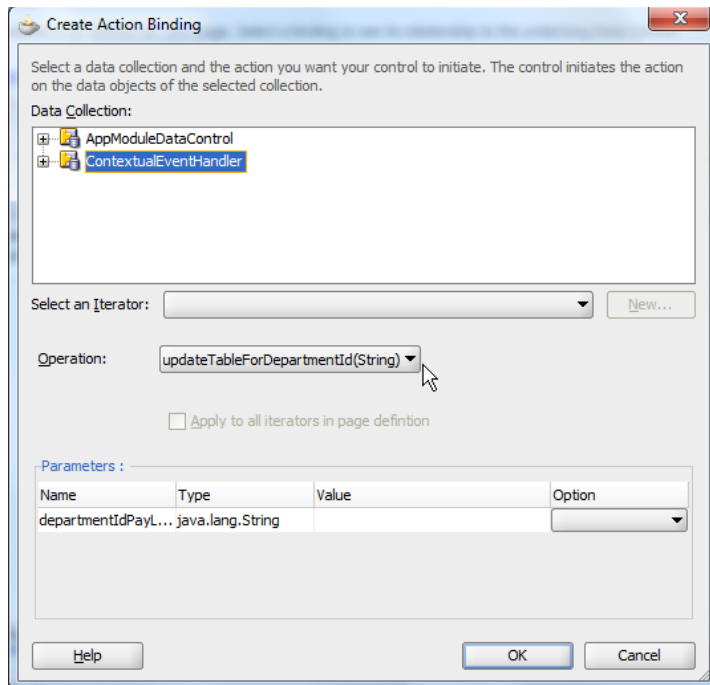 Create Action Binding
Select a data collection and the action you want your control to initiate. The control initiates the action
on the data objects of the selected collection.
Data Collection:
AppModuleDataControl
ContextualEventHandler
Select an Iterator:
New...
Operation: updateTableForDepartmentId(String)
Apply to all iterators in page defintion
Parameters :
Name Type Value Option
departmentIdPayL... java.lang.String
Help OK Cancel